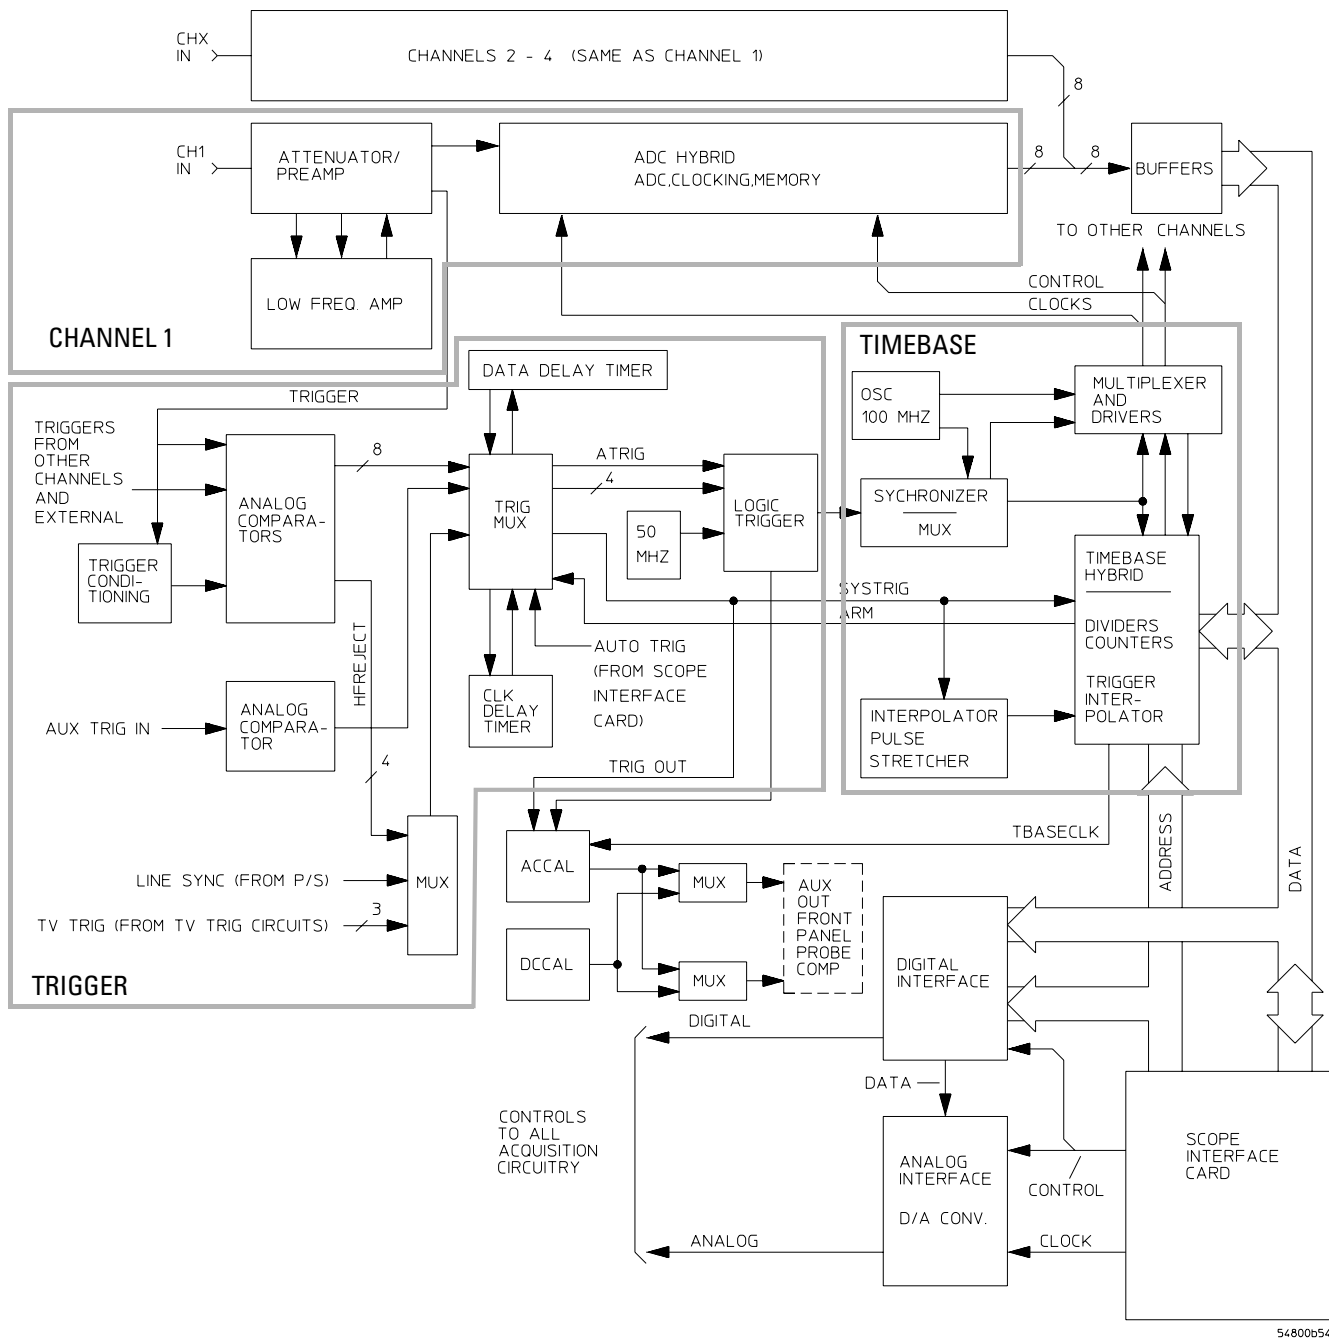 CHX
IN
CHANNELS 2 - 4 (SAME AS CHANNEL 1)
8
CH1
IN
ATTENUATOR/
PREAMP
ADC HYBRID
ADC,CLOCKING,MEMORY
8
8
BUFFERS
TO OTHER CHANNELS
LOW FREQ. AMP
CONTROL
CLOCKS
CHANNEL 1
TIMEBASE
DATA DELAY TIMER
OSC
100 MHZ
MULTIPLEXER
AND
DRIVERS
TRIGGER
TRIGGERS
FROM
OTHER
CHANNELS
AND
EXTERNAL
8
ANALOG
COMPARA-
TORS
TRIG
MUX
ATRIG
4
50
MHZ
LOGIC
TRIGGER
SYCHRONIZER
MUX
TRIGGER
CONDI-
TIONING
TIMEBASE
HYBRID
DIVIDERS
COUNTERS
TRIGGER
INTER-
POLATOR
SYSTRIG
ARM
HFREJECT
AUTO TRIG
(FROM SCOPE
INTERFACE
CARD)
CLK
DELAY
TIMER
AUX TRIG IN
ANALOG
COMPARA-
TOR
INTERPOLATOR
PULSE
STRETCHER
4
TRIG OUT
TBASECLK
ADDRESS
DATA
LINE SYNC (FROM P/S)
MUX
TV TRIG (FROM TV TRIG CIRCUITS)
3
ACCAL
MUX
AUX
OUT
FRONT
PANEL
PROBE
COMP
DCCAL
MUX
DIGITAL
INTERFACE
TRIGGER
DIGITAL
DATA
CONTROLS
TO ALL
ACQUISITION
CIRCUITRY
ANALOG
INTERFACE
D/A CONV.
CONTROL
SCOPE
INTERFACE
CARD
ANALOG
CLOCK
54800b54